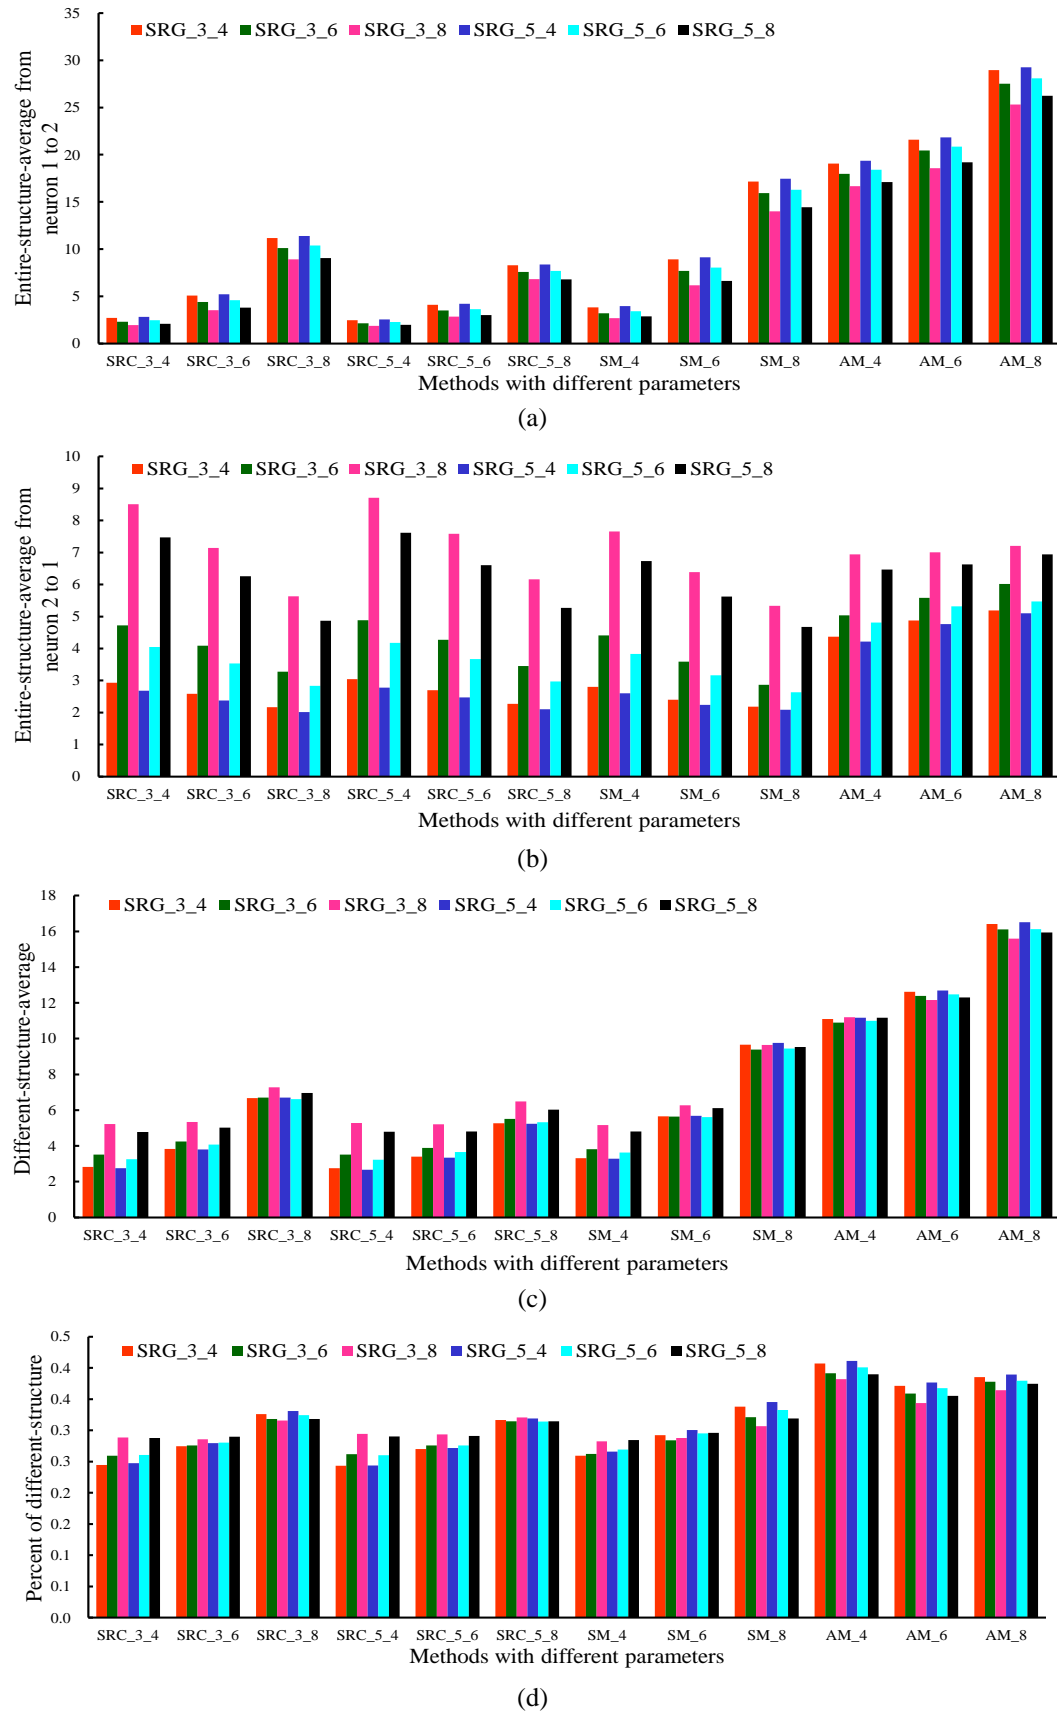 SRG_3_4 SRG_3_6 SRG_3_8 SRG_5_4 SRG_5_6 SRG_5_8
Entire-structure-average from
neuron 1 to 2
35
30
25
20
15
10
5
0
SRC_3_4 SRC_3_6 SRC_3_8 SRC_5_4 SRC_5_6 SRC_5_8 SM_4 SM_6 SM_8 AM_4 AM_6 AM_8
Methods with different parameters
(a)
SRG_3_4 SRG_3_6 SRG_3_8 SRG_5_4 SRG_5_6 SRG_5_8
Entire-structure-average from
neuron 2 to 1
10
9
8
7
6
5
4
3
2
1
0
SRC_3_4 SRC_3_6 SRC_3_8 SRC_5_4 SRC_5_6 SRC_5_8 SM_4 SM_6 SM_8 AM_4 AM_6 AM_8
Methods with different parameters
(b)
SRG_3_4 SRG_3_6 SRG_3_8 SRG_5_4 SRG_5_6 SRG_5_8
Different-structure-average
18
16
14
12
10
8
6
4
2
0
SRC_3_4 SRC_3_6 SRC_3_8 SRC_5_4 SRC_5_6 SRC_5_8 SM_4 SM_6 SM_8 AM_4 AM_6 AM_8
Methods with different parameters
(c)
SRG_3_4 SRG_3_6 SRG_3_8 SRG_5_4 SRG_5_6 SRG_5_8
Percent of different-structure
0.5
0.4
0.4
0.3
0.3
0.2
0.2
0.1
0.1
0.0
SRC_3_4 SRC_3_6 SRC_3_8 SRC_5_4 SRC_5_6 SRC_5_8 SM_4 SM_6 SM_8 AM_4 AM_6 AM_8
Methods with different parameters
(d)